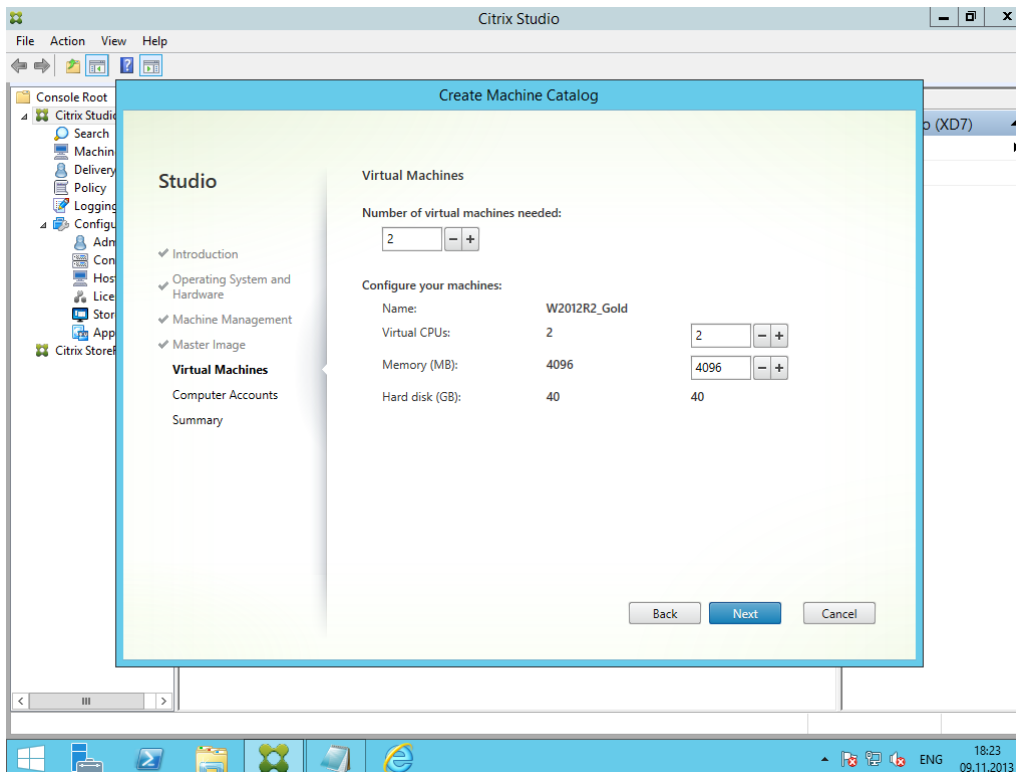 Citrix Studio
File Action View Help
Console Root
Citrix Studio
Search
Machin
Delivery
Policy
Logging
Configu
Adm
Con
Hos
Lice
Stor
App
Citrix StoreF
o (XD7)
Create Machine Catalog
Studio
Introduction
Operating System and
Hardware
Machine Management
Master Image
Virtual Machines
Computer Accounts
Summary
Virtual Machines
Number of virtual machines needed:
2 - +
Configure your machines:
Name: W2012R2_Gold
Virtual CPUs: 2 2 - +
Memory (MB): 4096 4096 - +
Hard disk (GB): 40 40
Back Next Cancel
ENG 18:23
09.11.2013